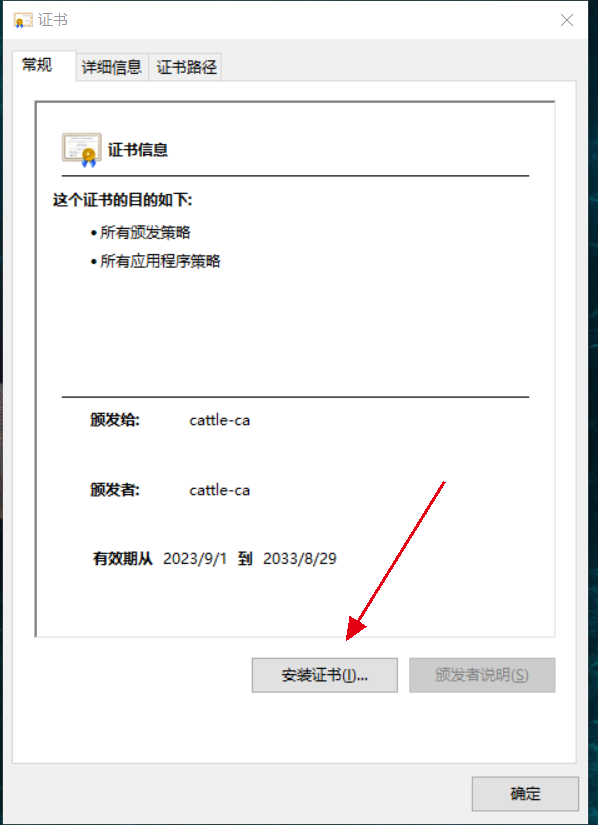 证书
常规 详细信息 证书路径
证书信息
这个证书的目的如下:
• 所有颁发策略
• 所有应用程序策略
颁发给: cattle-ca
颁发者: cattle-ca
有效期从 2023/9/1 到 2033/8/29
安装证书(I)... 颁发者说明(S)
确定